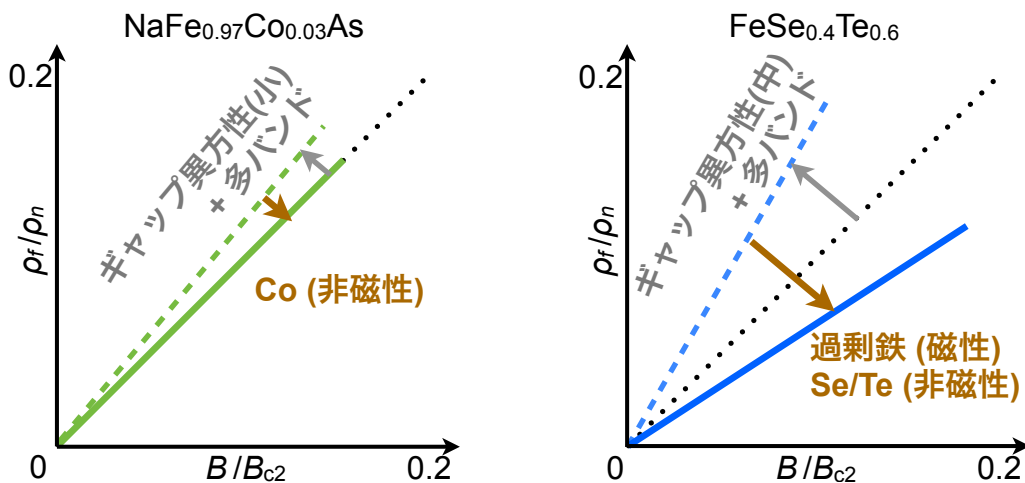 NaFe0.97Co0.03As
0.2
ギャップ異方性(小)
+ 多バンド
ρf/ρn
Co (非磁性)
0
B/Bc2
0.2
FeSe0.4Te0.6
0.2
ギャップ異方性(中)
+ 多バンド
ρf/ρn
過剰鉄 (磁性)
Se/Te (非磁性)
0
B/Bc2
0.2